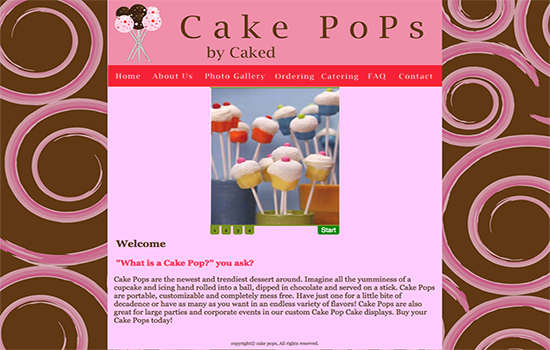 Cake PoPs
by Caked
Home About Us Photo Gallery Ordering Catering FAQ Contact
1 2 3 4 Start
Welcome
"What is a Cake Pop?" you ask?
Cake Pops are the newest and trendiest dessert around. Imagine all the yumminess of a
cupcake and icing hand rolled into a ball, dipped in chocolate and served on a stick. Cake Pops
are portable, customizable and completely mess free. Have just one for a little bite of
decadence or have as many as you want in an endless variety of flavors! Cake Pops are also
great for large parties and corporate events in our custom Cake Pop Cake displays. Buy your
Cake Pops today!
copyright© cake pops, All rights reserved.